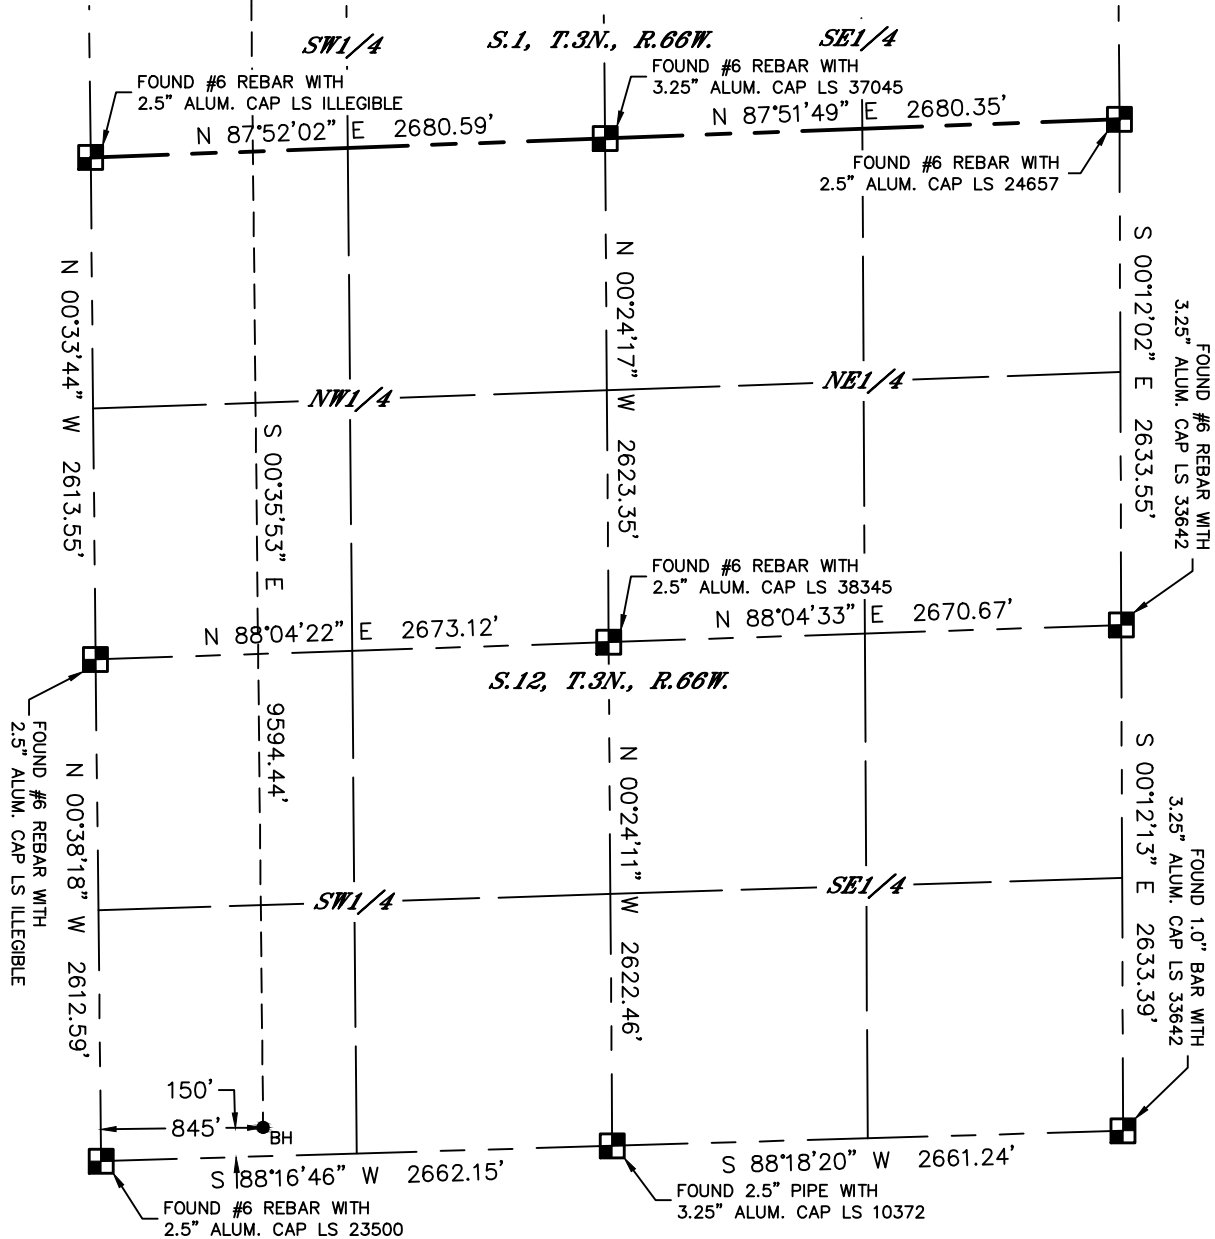 SW1/4
S.1, T.3N., R.66W.
SE1/4
FOUND #6 REBAR WITH
2.5" ALUM. CAP LS ILLEGIBLE
FOUND #6 REBAR WITH
3.25" ALUM. CAP LS 37045
N 87°52'02" E 2680.59'
N 87°51'49" E 2680.35'
FOUND #6 REBAR WITH
2.5" ALUM. CAP LS 24657
N 00°33'44" W 2613.55'
S 00°35'53" E 9594.44'
N 00°24'17" W 2623.35'
S 00°12'02" E 2633.55'
FOUND #6 REBAR WITH
3.25" ALUM. CAP LS 33642
NW1/4
NE1/4
FOUND #6 REBAR WITH
2.5" ALUM. CAP LS 38345
N 88°04'22" E 2673.12'
N 88°04'33" E 2670.67'
S.12, T.3N., R.66W.
FOUND #6 REBAR WITH
2.5" ALUM. CAP LS ILLEGIBLE
N 00°38'18" W 2612.59'
N 00°24'11" W 2622.46'
S 00°12'13" E 2633.39'
FOUND 1.0" BAR WITH
3.25" ALUM. CAP LS 33642
SW1/4
SE1/4
150'
845'
BH
S 88°16'46" W 2662.15'
S 88°18'20" W 2661.24'
FOUND #6 REBAR WITH
2.5" ALUM. CAP LS 23500
FOUND 2.5" PIPE WITH
3.25" ALUM. CAP LS 10372